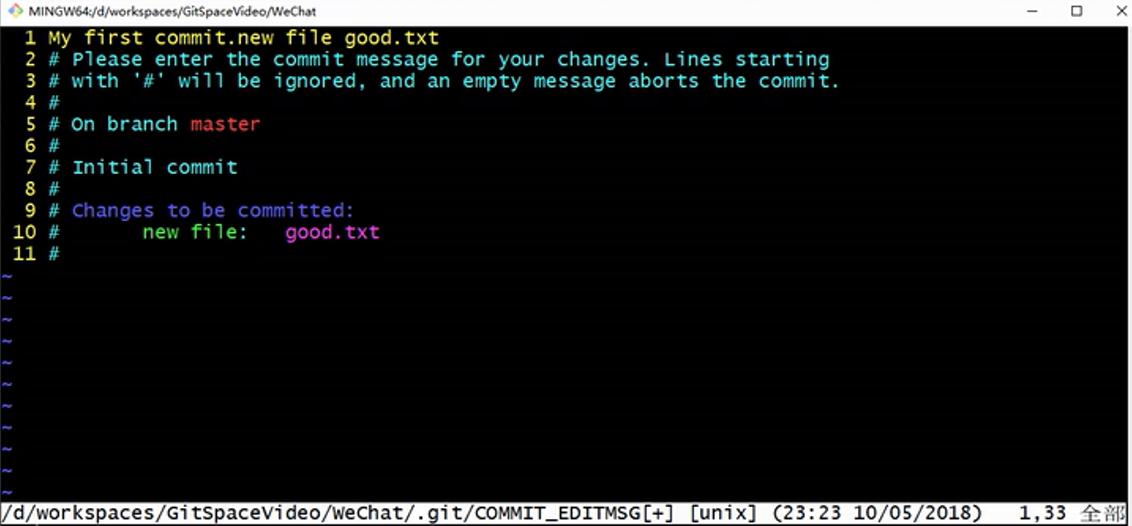 MINGW64:/d/workspaces/GitSpaceVideo/WeChat
1 My first commit.new file good.txt
2 # Please enter the commit message for your changes. Lines starting
3 # with '#' will be ignored, and an empty message aborts the commit.
4 #
5 # On branch master
6 #
7 # Initial commit
8 #
9 # Changes to be committed:
10 #       new file:   good.txt
11 #
~
~
~
~
~
~
~
~
~
~
~
/d/workspaces/GitSpaceVideo/WeChat/.git/COMMIT_EDITMSG[+] [unix] (23:23 10/05/2018)   1,33 全部